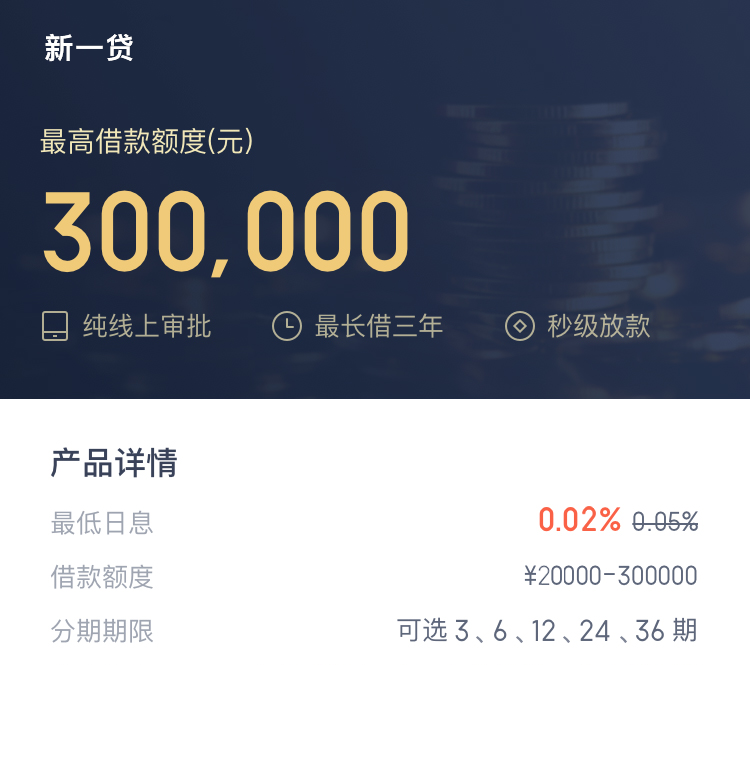 新一贷
最高借款额度(元)
300,000
纯线上审批 最长借三年 秒级放款
产品详情
最低日息 0.02% 0.05%
借款额度 ¥20000-300000
分期期限 可选 3 、6 、12 、24 、36 期